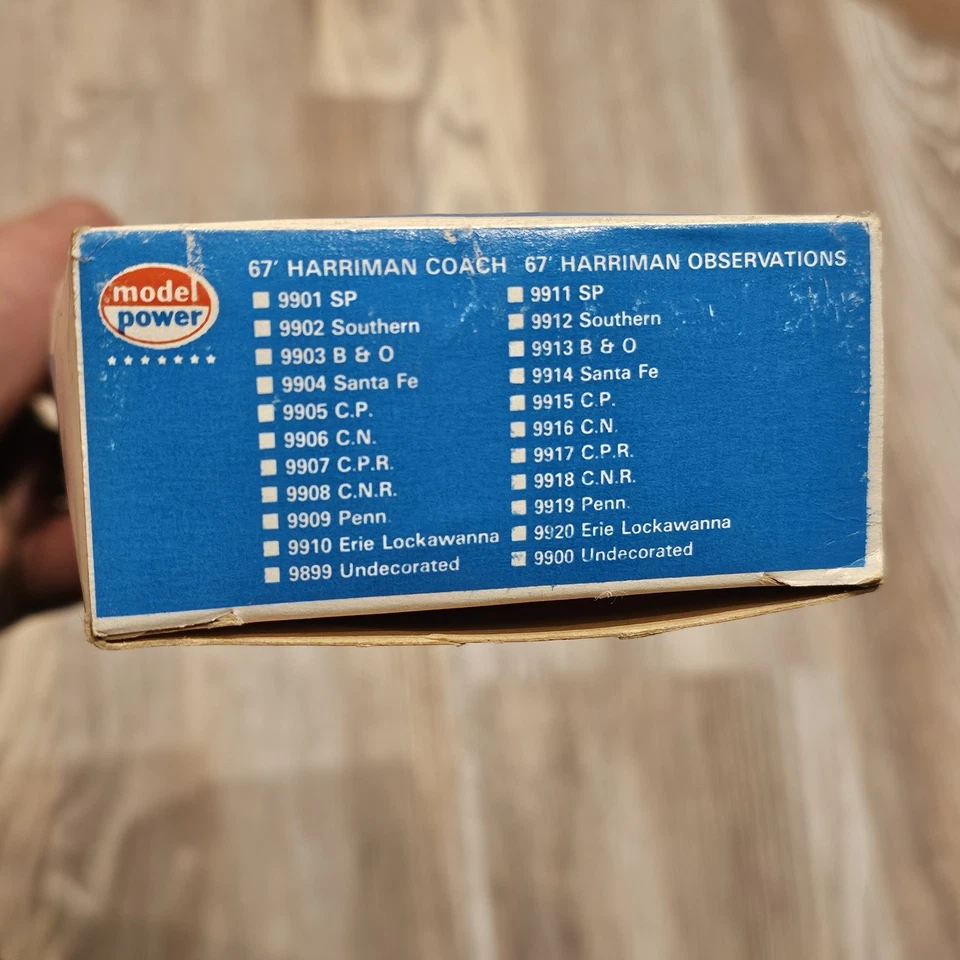 model
power
67' HARRIMAN COACH
9901 SP
9902 Southern
9903 B & O
9904 Santa Fe
9905 C.P.
9906 C.N.
9907 C.P.R.
9908 C.N.R.
9909 Penn.
9910 Erie Lockawanna
9899 Undecorated
67' HARRIMAN OBSERVATIONS
9911 SP
9912 Southern
9913 B & O
9914 Santa Fe
9915 C.P.
9916 C.N.
9917 C.P.R.
9918 C.N.R.
9919 Penn.
9920 Erie Lockawanna
9900 Undecorated